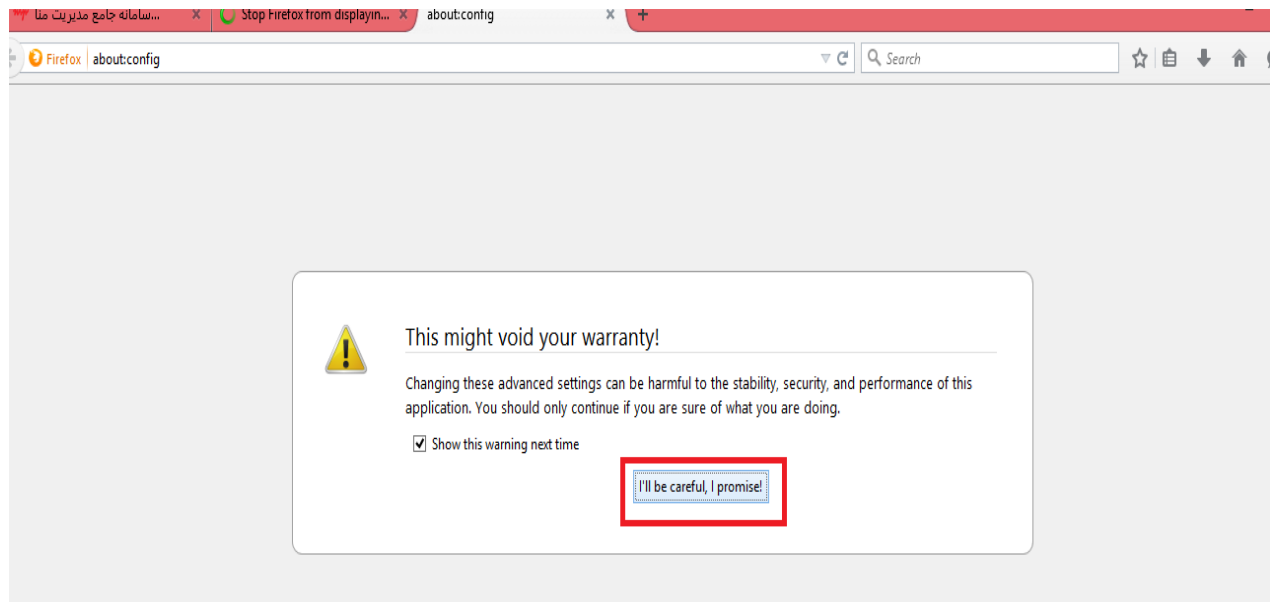 ...سامانه جامع مدیریت منا
Stop Firefox from displayin...
about:config
Firefox about:config
Search
This might void your warranty!
Changing these advanced settings can be harmful to the stability, security, and performance of this
application. You should only continue if you are sure of what you are doing.
Show this warning next time
I'll be careful, I promise!